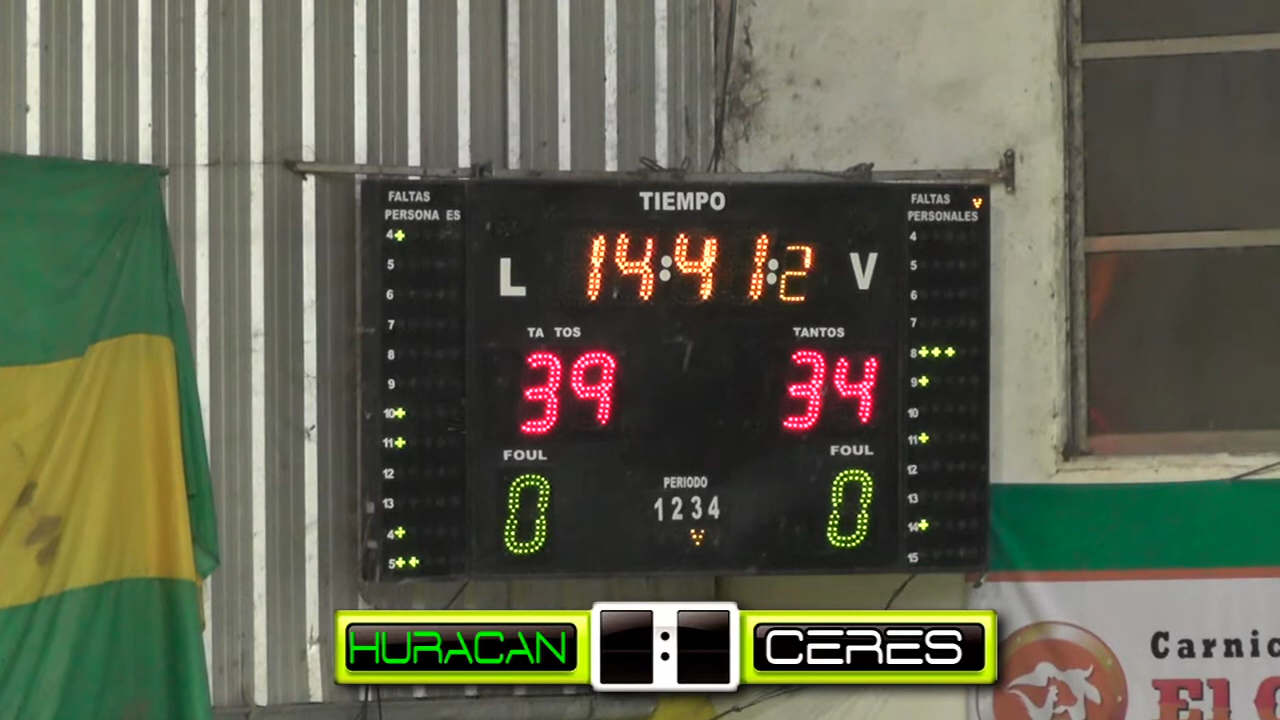 TIEMPO
L 14:41:2 V
TA TOS
TANTOS
39
34
FOUL
FOUL
0
0
PERIODO
1 2 3 4
FALTAS
PERSONA ES
4
5
6
7
8
9
10
11
12
13
4
5
FALTAS
PERSONALES
4
5
6
7
8
9
10
11
12
13
14
15
HURACAN : CERES
Carnic
El